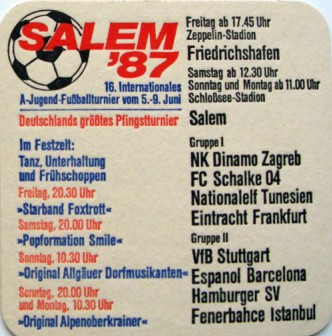 SALEM
'87
16. Internationales
A-Jugend-Fußballturnier vom 5.-9. Juni
Deutschlands größtes Pfingstturnier
Im Festzelt:
Tanz, Unterhaltung
und Frühschoppen
Freitag, 20.30 Uhr
»Starband Foxtrott«
Samstag, 20.00 Uhr
»Popformation Smile«
Sonntag, 10.30 Uhr
»Original Allgäuer Dorfmusikanten«
Sonntag, 20.00 Uhr
und Montag, 10.30 Uhr
»Original Alpenoberkrainer«
Freitag ab 17.45 Uhr
Zeppelin-Stadion
Friedrichshafen
Samstag ab 12.30 Uhr
Sonntag und Montag ab 11.00 Uhr
Schloßsee-Stadion
Salem
Gruppe I
NK Dinamo Zagreb
FC Schalke 04
Nationalelf Tunesien
Eintracht Frankfurt
Gruppe II
VfB Stuttgart
Espanol Barcelona
Hamburger SV
Fenerbahce Istanbul